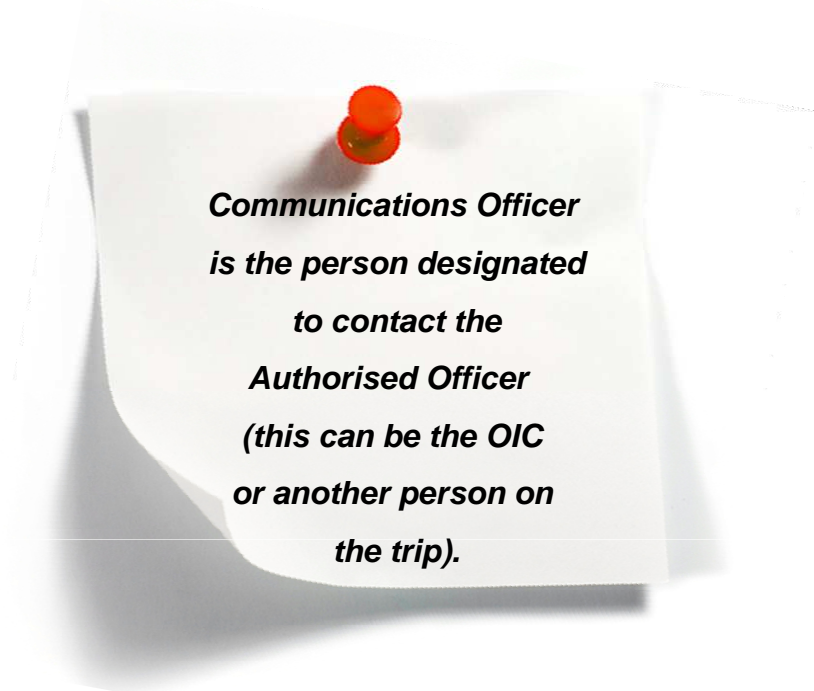 Communications Officer
is the person designated
to contact the
Authorised Officer
(this can be the OIC
or another person on
the trip).